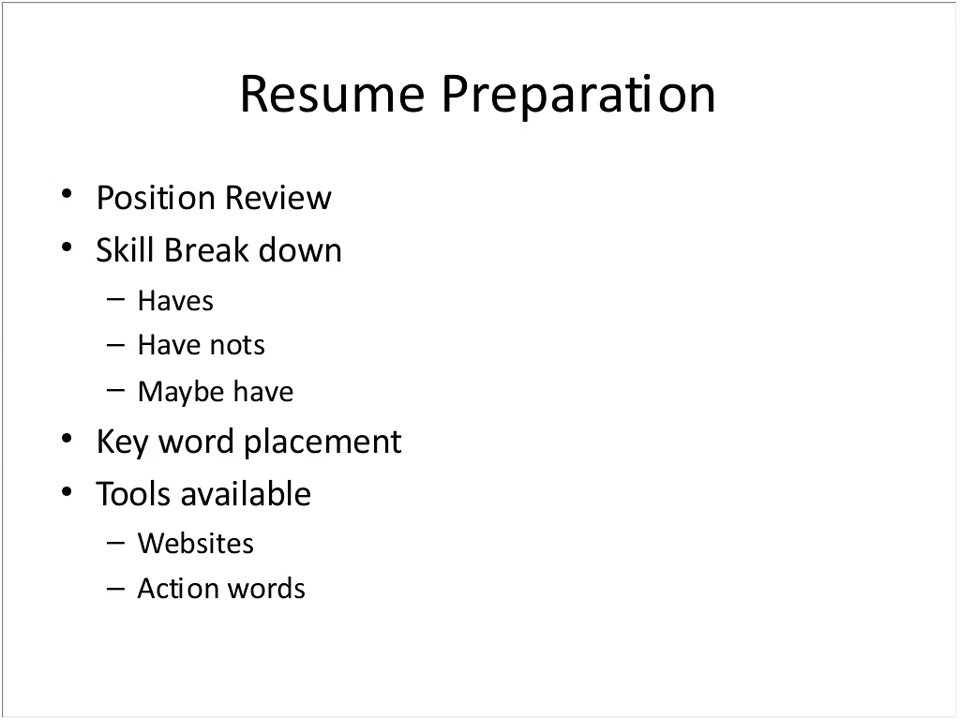 Resume Preparation
• Position Review
• Skill Break down
– Haves
– Have nots
– Maybe have
• Key word placement
• Tools available
– Websites
– Action words